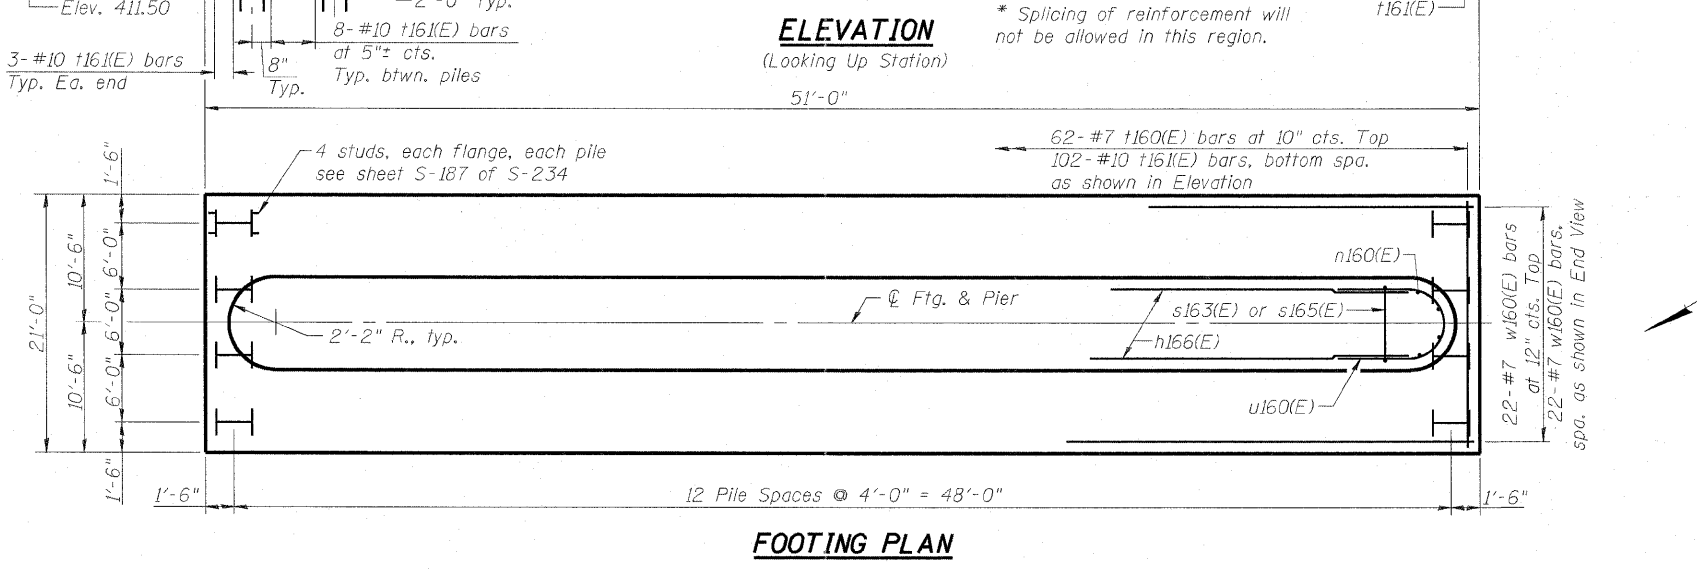 Elev. 411.50
2'-0" Typ.
8-#10 t161(E) bars
at 5"± cts.
Typ. btwn. piles
3-#10 t161(E) bars
Typ. Ea. end
8"
Typ.
ELEVATION
(Looking Up Station)
* Splicing of reinforcement will
not be allowed in this region.
t161(E)
51'-0"
4 studs, each flange, each pile
see sheet S-187 of S-234
62-#7 t160(E) bars at 10" cts. Top
102-#10 t161(E) bars, bottom spa.
as shown in Elevation
1'-6"
6'-0"
6'-0"
6'-0"
1'-6"
10'-6"
10'-6"
21'-0"
2'-2" R., typ.
℄ Ftg. & Pier
n160(E)
s163(E) or s165(E)
h166(E)
u160(E)
22-#7 w160(E) bars
at 12" cts. Top
22-#7 w160(E) bars.
spa. as shown in End View
1'-6"
12 Pile Spaces @ 4'-0" = 48'-0"
1'-6"
FOOTING PLAN